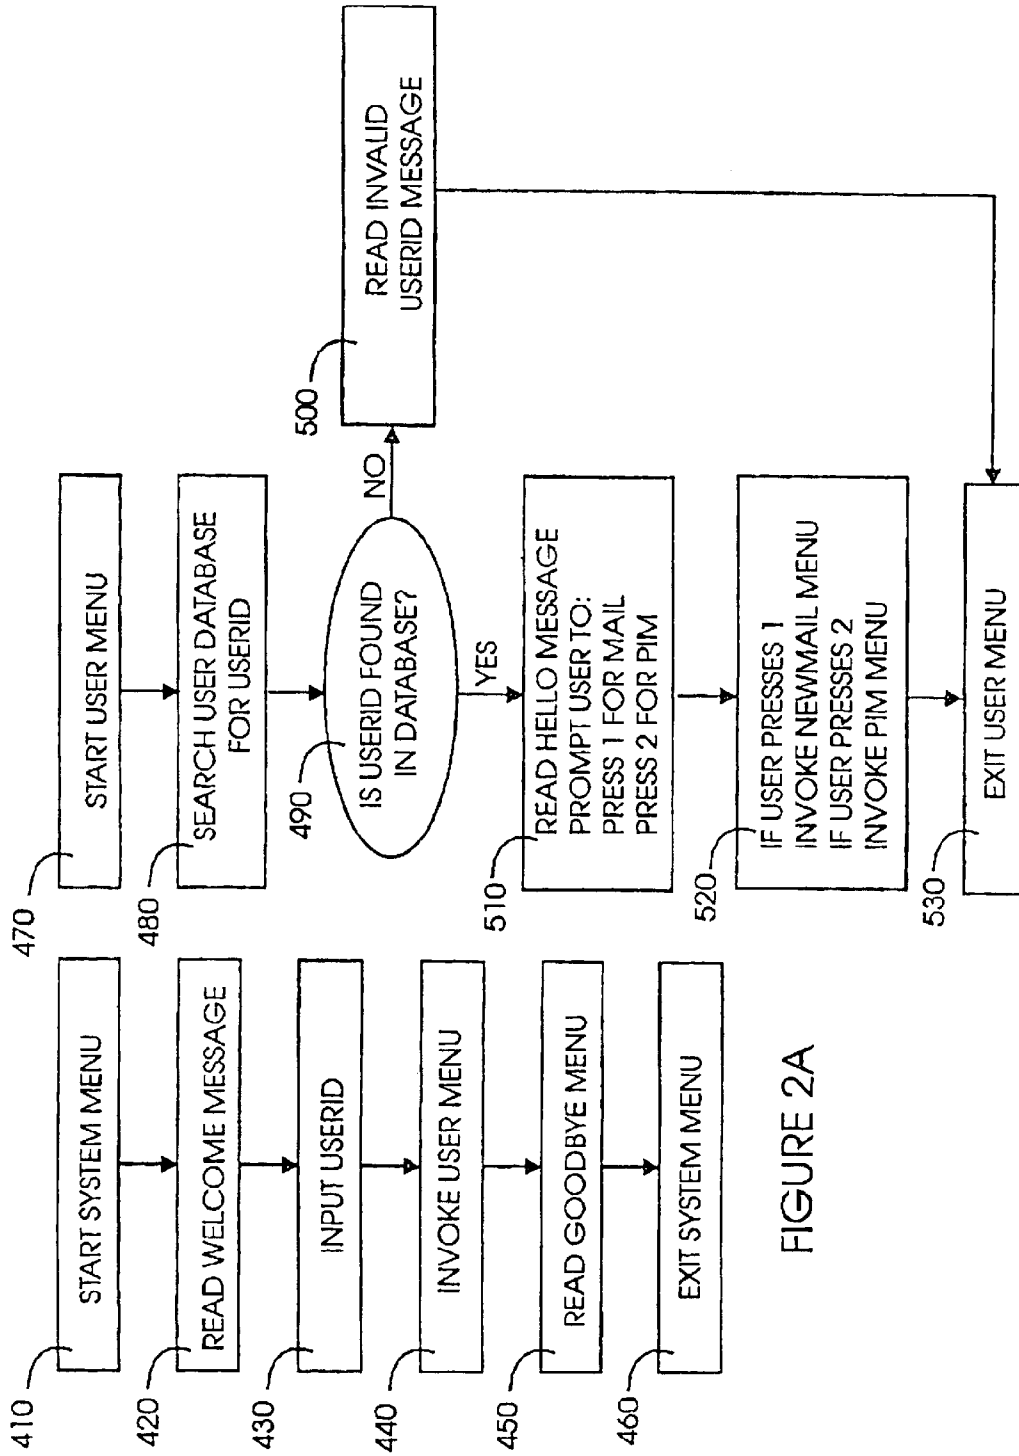 410
START SYSTEM MENU
420
READ WELCOME MESSAGE
430
INPUT USERID
440
INVOKE USER MENU
450
READ GOODBYE MENU
460
EXIT SYSTEM MENU
470
START USER MENU
480
SEARCH USER DATABASE
FOR USERID
490
IS USERID FOUND
IN DATABASE?
NO
500
READ INVALID
USERID MESSAGE
YES
510
READ HELLO MESSAGE
PROMPT USER TO:
PRESS 1 FOR MAIL
PRESS 2 FOR PIM
520
IF USER PRESSES 1
INVOKE NEWMAIL MENU
IF USER PRESSES 2
INVOKE PIM MENU
530
EXIT USER MENU
FIGURE 2A